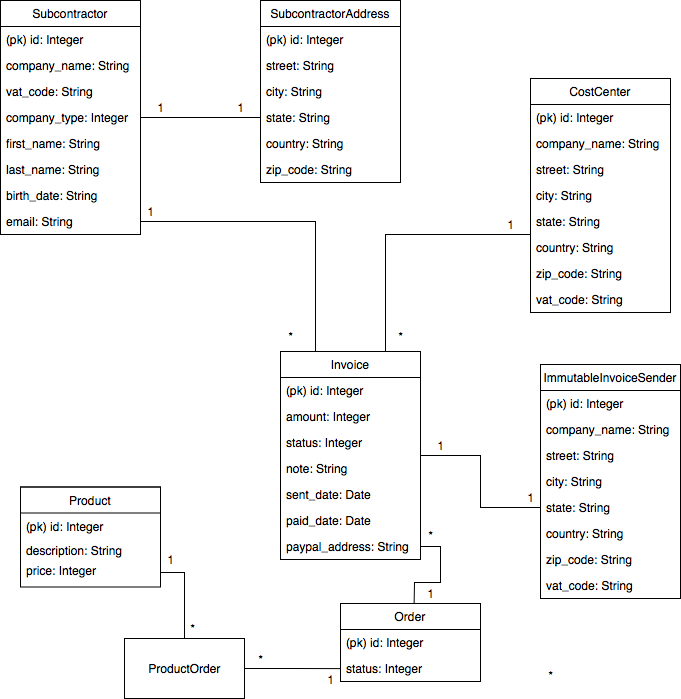 Subcontractor
(pk) id: Integer
company_name: String
vat_code: String
company_type: Integer
first_name: String
last_name: String
birth_date: String
email: String
SubcontractorAddress
(pk) id: Integer
street: String
city: String
state: String
country: String
zip_code: String
1
1
CostCenter
(pk) id: Integer
company_name: String
street: String
city: String
state: String
country: String
zip_code: String
vat_code: String
1
1
*
*
Invoice
(pk) id: Integer
amount: Integer
status: Integer
note: String
sent_date: Date
paid_date: Date
paypal_address: String
ImmutableInvoiceSender
(pk) id: Integer
company_name: String
street: String
city: String
state: String
country: String
zip_code: String
vat_code: String
1
1
Product
(pk) id: Integer
description: String
price: Integer
*
1
1
*
Order
(pk) id: Integer
status: Integer
ProductOrder
*
1
*